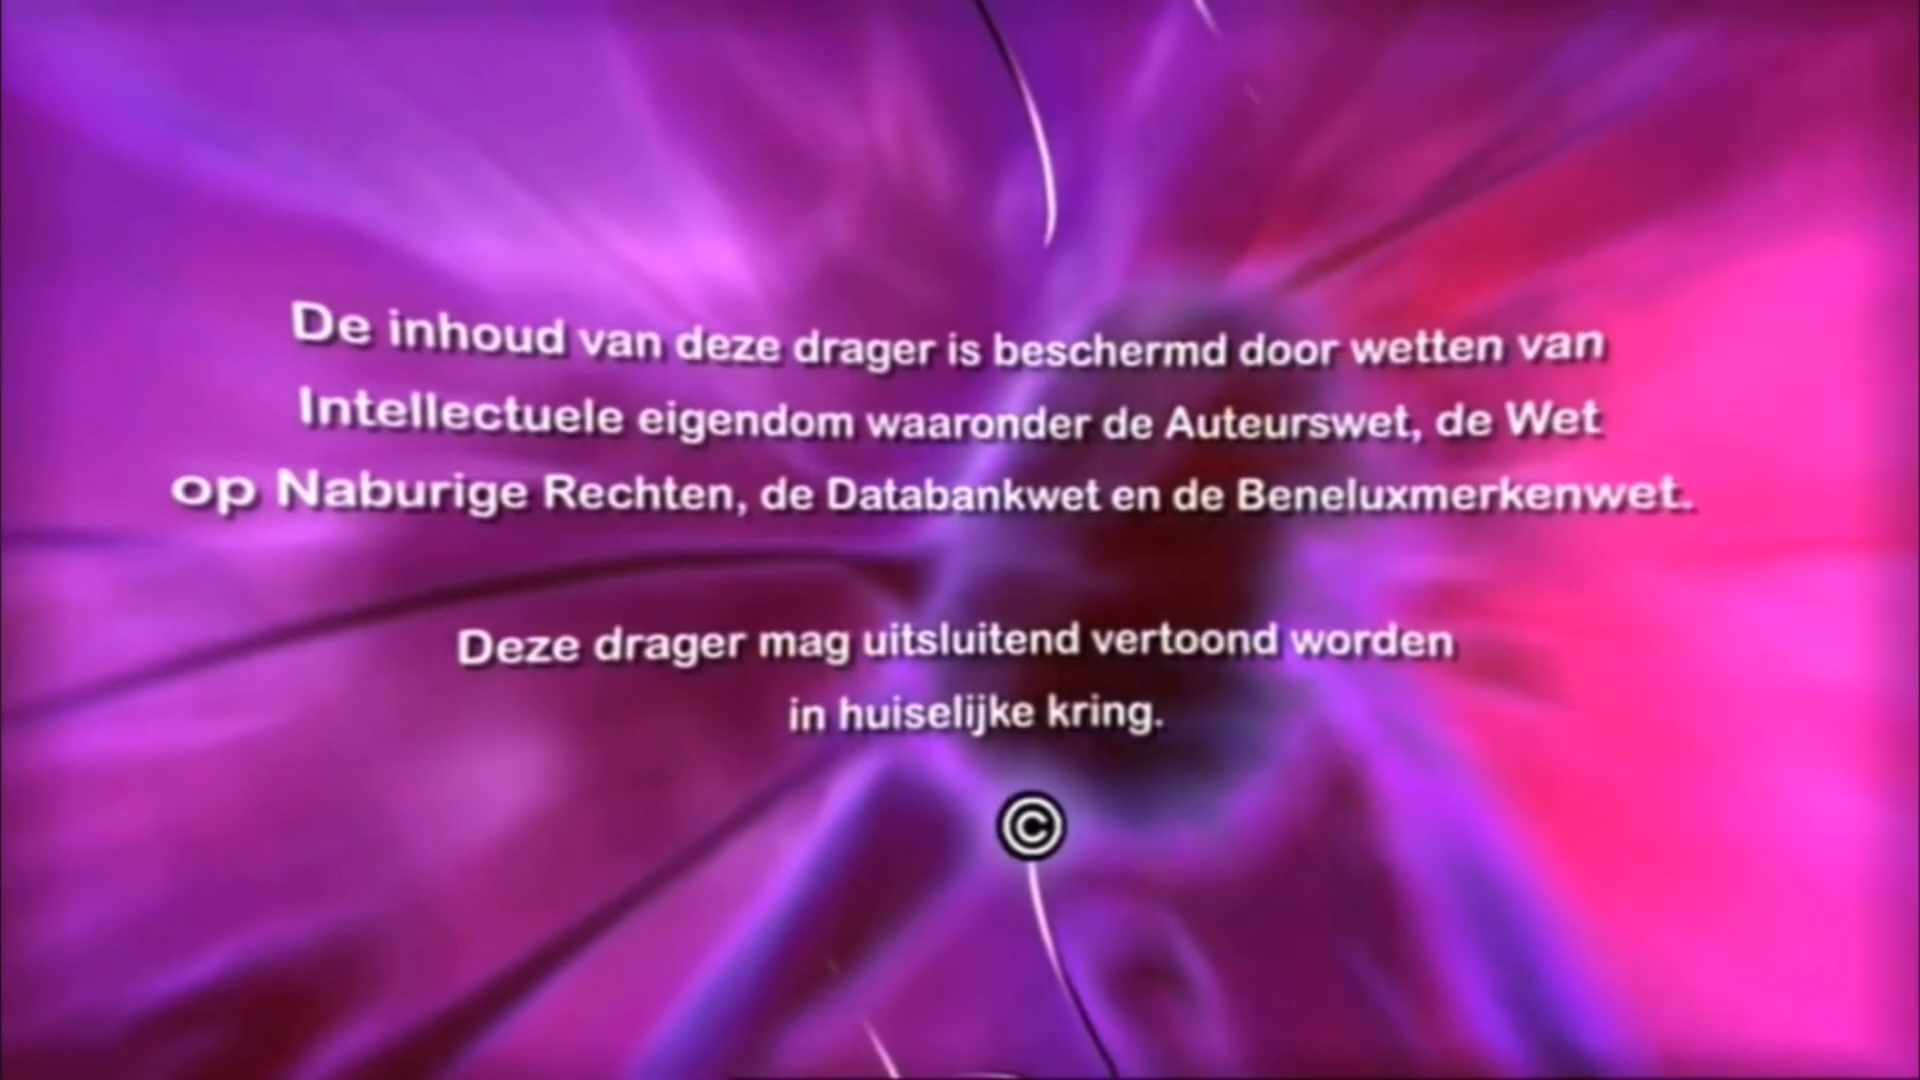 De inhoud van deze drager is beschermd door wetten van
Intellectuele eigendom waaronder de Auteurswet, de Wet
op Naburige Rechten, de Databankwet en de Beneluxmerkenwet.
Deze drager mag uitsluitend vertoond worden
in huiselijke kring.
©